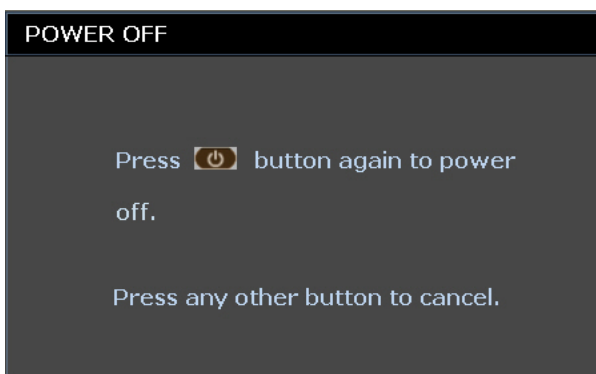 POWER OFF
Press button again to power
off.
Press any other button to cancel.